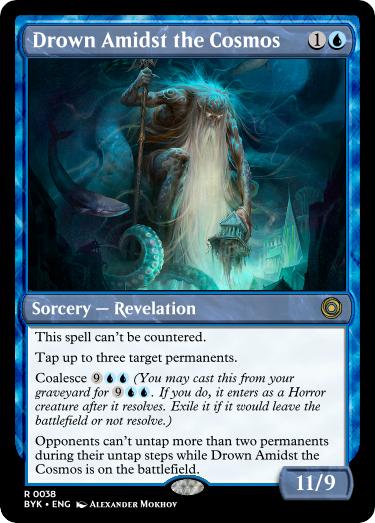 Drown Amidst the Cosmos 1
Sorcery — Revelation
This spell can't be countered.
Tap up to three target permanents.
Coalesce 9 (You may cast this from your
graveyard for 9. If you do, it enters as a Horror
creature after it resolves. Exile it if it would leave the
battlefield or not resolve.)
Opponents can't untap more than two permanents
during their untap steps while Drown Amidst the
Cosmos is on the battlefield.
11/9
R 0038
BYK • ENG Alexander Mokhov